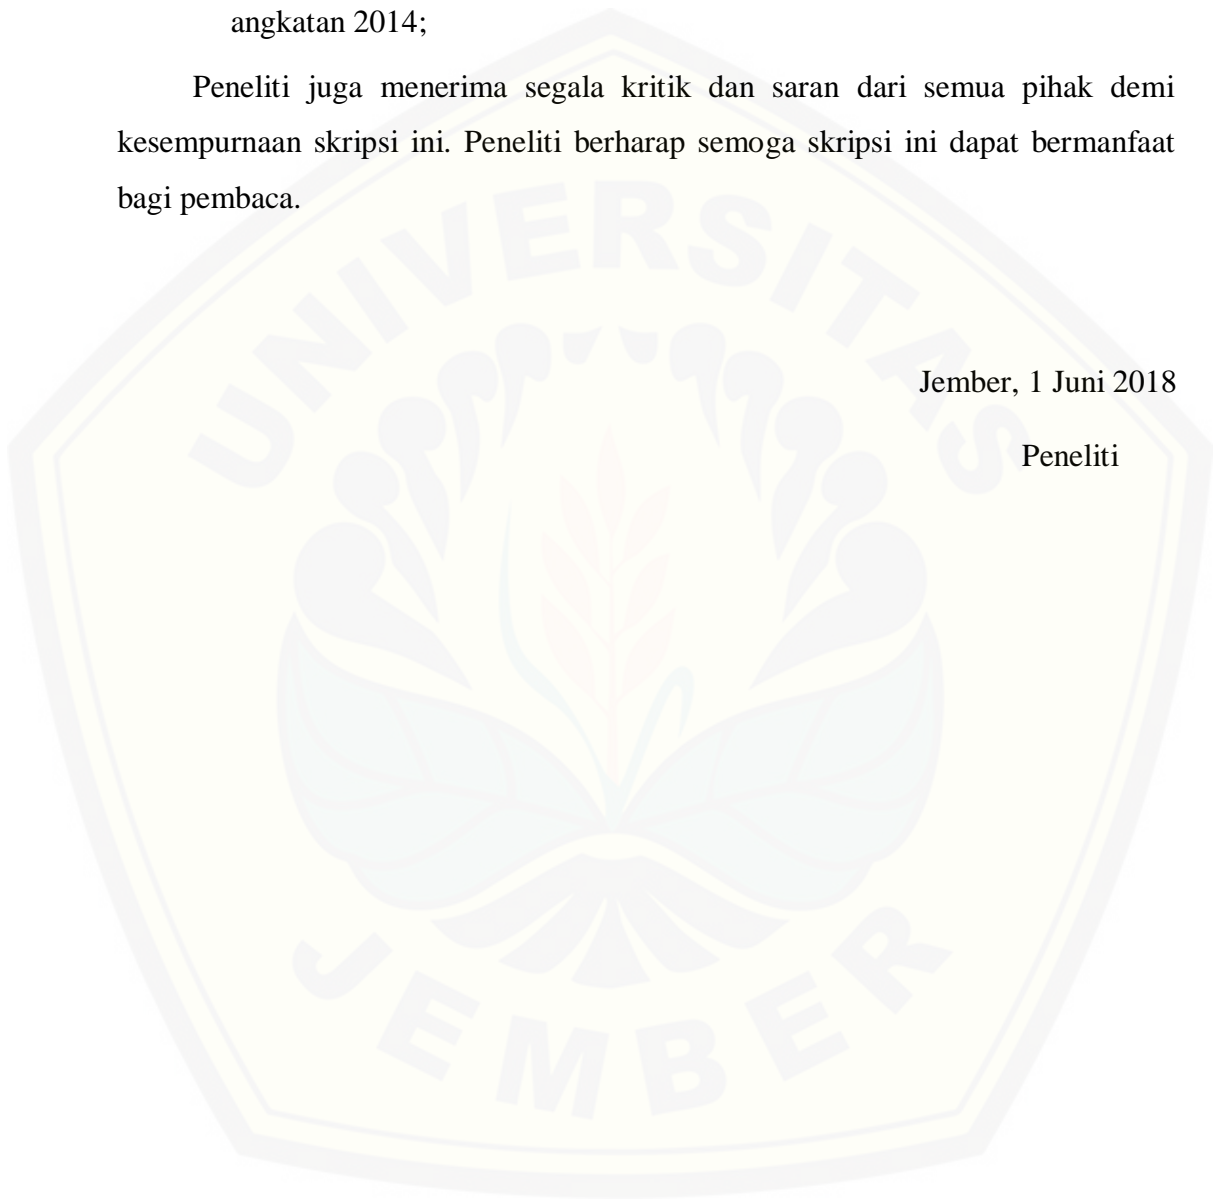 angkatan 2014;
Peneliti juga menerima segala kritik dan saran dari semua pihak demi
kesempurnaan skripsi ini. Peneliti berharap semoga skripsi ini dapat bermanfaat
bagi pembaca.
UNIVERSITAS
Jember, 1 Juni 2018
Peneliti
JEMBER